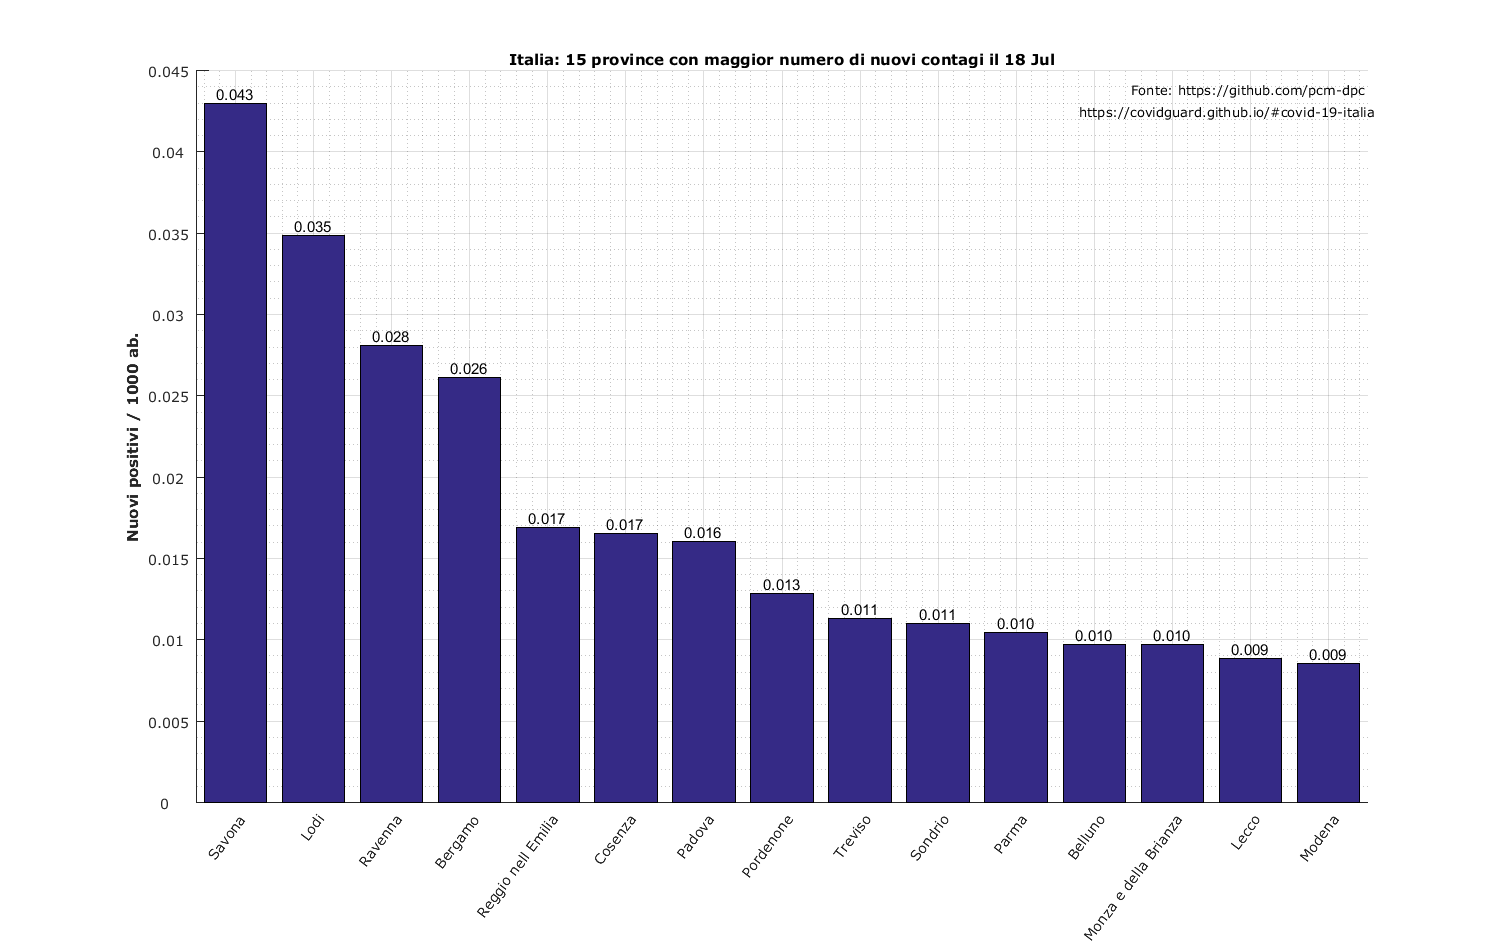 Italia: 15 province con maggior numero di nuovi contagi il 18 Jul
Fonte: https://github.com/pcm-dpc
https://covidguard.github.io/#covid-19-italia
Nuovi positivi / 1000 ab.
0.045
0.04
0.035
0.03
0.025
0.02
0.015
0.01
0.005
0
0.043
0.035
0.028
0.026
0.017
0.017
0.016
0.013
0.011
0.011
0.010
0.010
0.010
0.009
0.009
Savona
Lodi
Ravenna
Bergamo
Reggio nell Emilia
Cosenza
Padova
Pordenone
Treviso
Sondrio
Parma
Belluno
Monza e della Brianza
Lecco
Modena